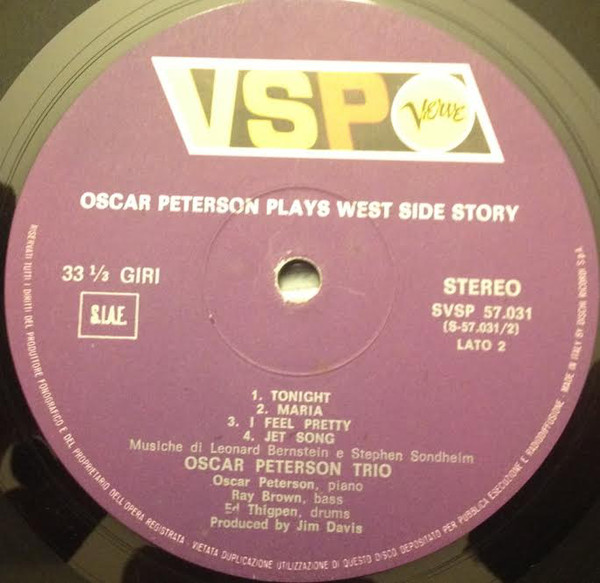 VSP Verve
OSCAR PETERSON PLAYS WEST SIDE STORY
33 1/3 GIRI
S.I.A.E.
STEREO
SVSP 57.031
(S-57.031/2)
LATO 2
1. TONIGHT
2. MARIA
3. I FEEL PRETTY
4. JET SONG
Musiche di Leonard Bernstein e Stephen Sondheim
OSCAR PETERSON TRIO
Oscar Peterson, piano
Ray Brown, bass
Ed Thigpen, drums
Produced by Jim Davis
RISERVATI TUTTI I DIRITTI DEL PRODUTTORE FONOGRAFICO E DEL PROPRIETARIO DELL'OPERA REGISTRATA - VIETATA DUPLICAZIONE UTILIZZAZIONE DI QUESTO DISCO DEPOSITATO PER PUBBLICA ESECUZIONE E RADIODIFFUSIONE - MADE IN ITALY BY DISCHI RICORDI